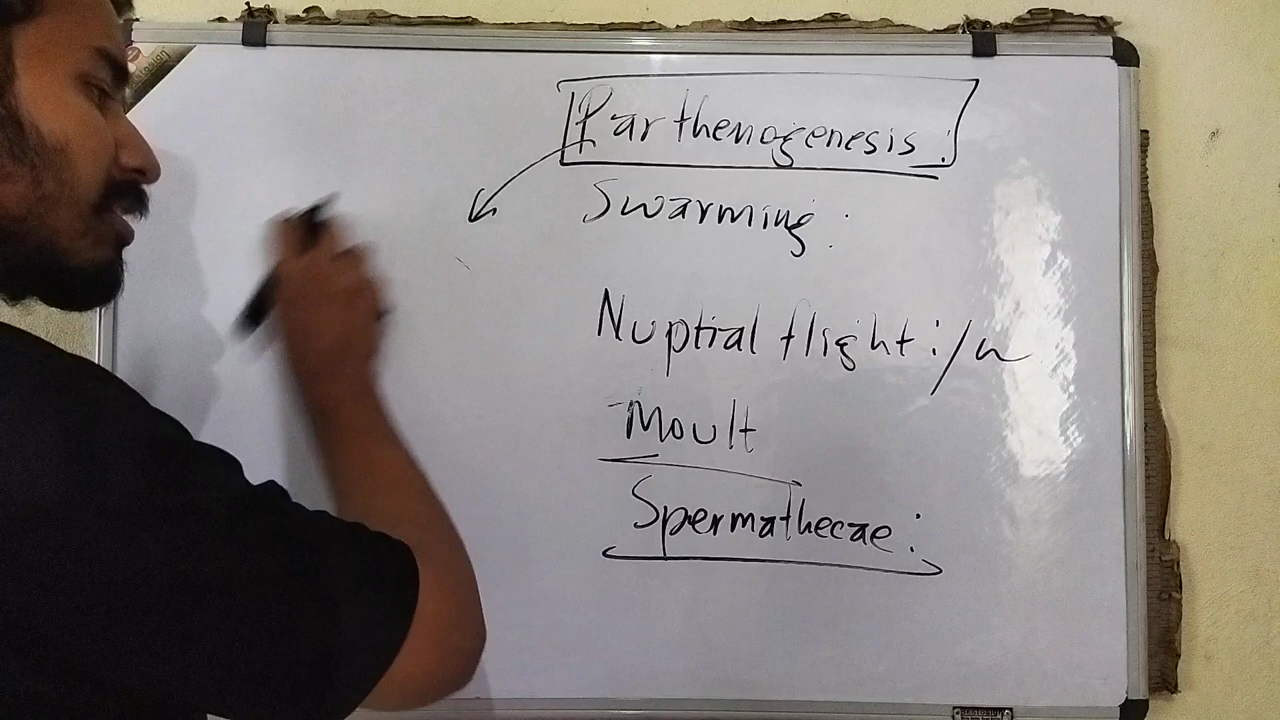 Parthenogenesis:
Swarming:
Nuptial flight:/n
Moult
Spermathecae: